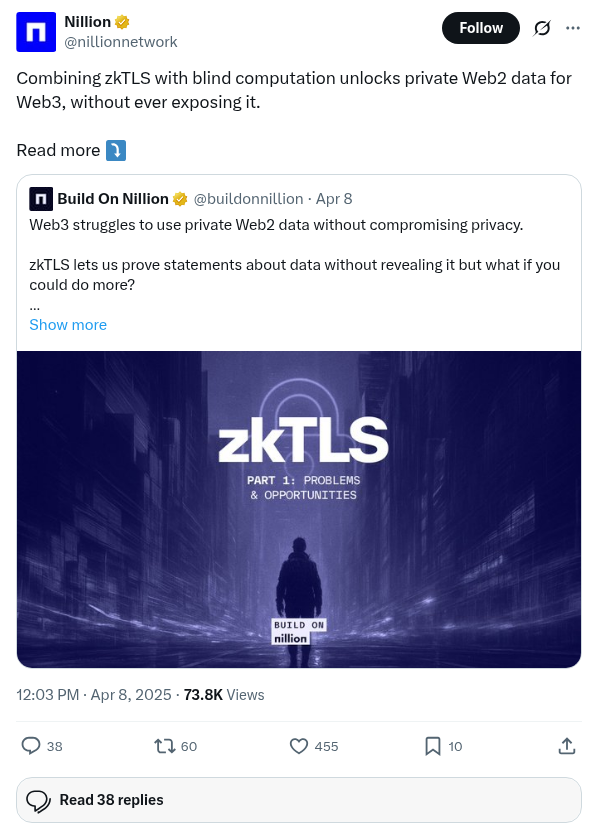 Nillion
@nillionnetwork
Follow
Combining zkTLS with blind computation unlocks private Web2 data for
Web3, without ever exposing it.
Read more ⤵️
Build On Nillion @buildonnillion · Apr 8
Web3 struggles to use private Web2 data without compromising privacy.
zkTLS lets us prove statements about data without revealing it but what if you
could do more?
...
Show more
zkTLS
PART 1: PROBLEMS
& OPPORTUNITIES
BUILD ON
nillion
12:03 PM · Apr 8, 2025 · 73.8K Views
38 60 455 10
Read 38 replies